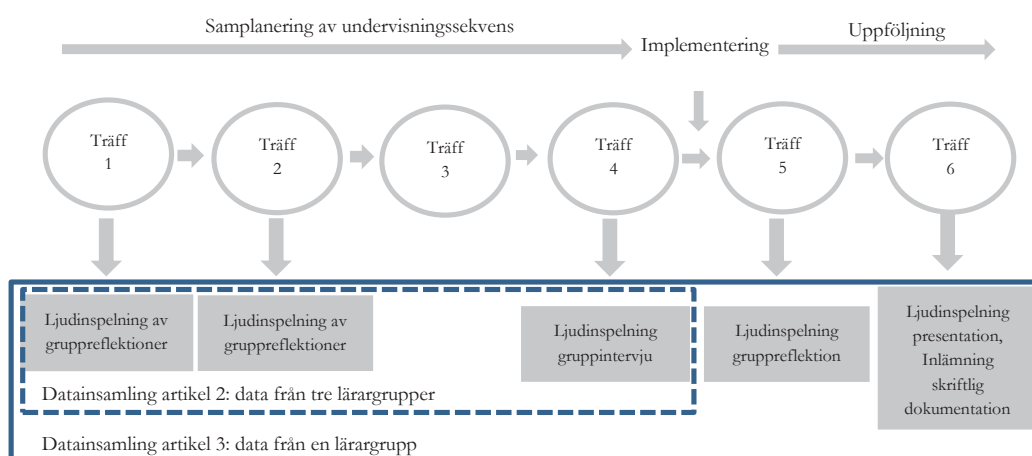 Samplanering av undervisningssekvens
Implementering
Uppföljning
Träff
1
Träff
2
Träff
3
Träff
4
Träff
5
Träff
6
Ljudinspelning av
gruppreflektioner
Ljudinspelning av
gruppreflektioner
Ljudinspelning
gruppintervju
Ljudinspelning
gruppreflektion
Ljudinspelning
presentation,
Inlämning
skriftlig
dokumentation
Datainsamling artikel 2: data från tre lärargrupper
Datainsamling artikel 3: data från en lärargrupp